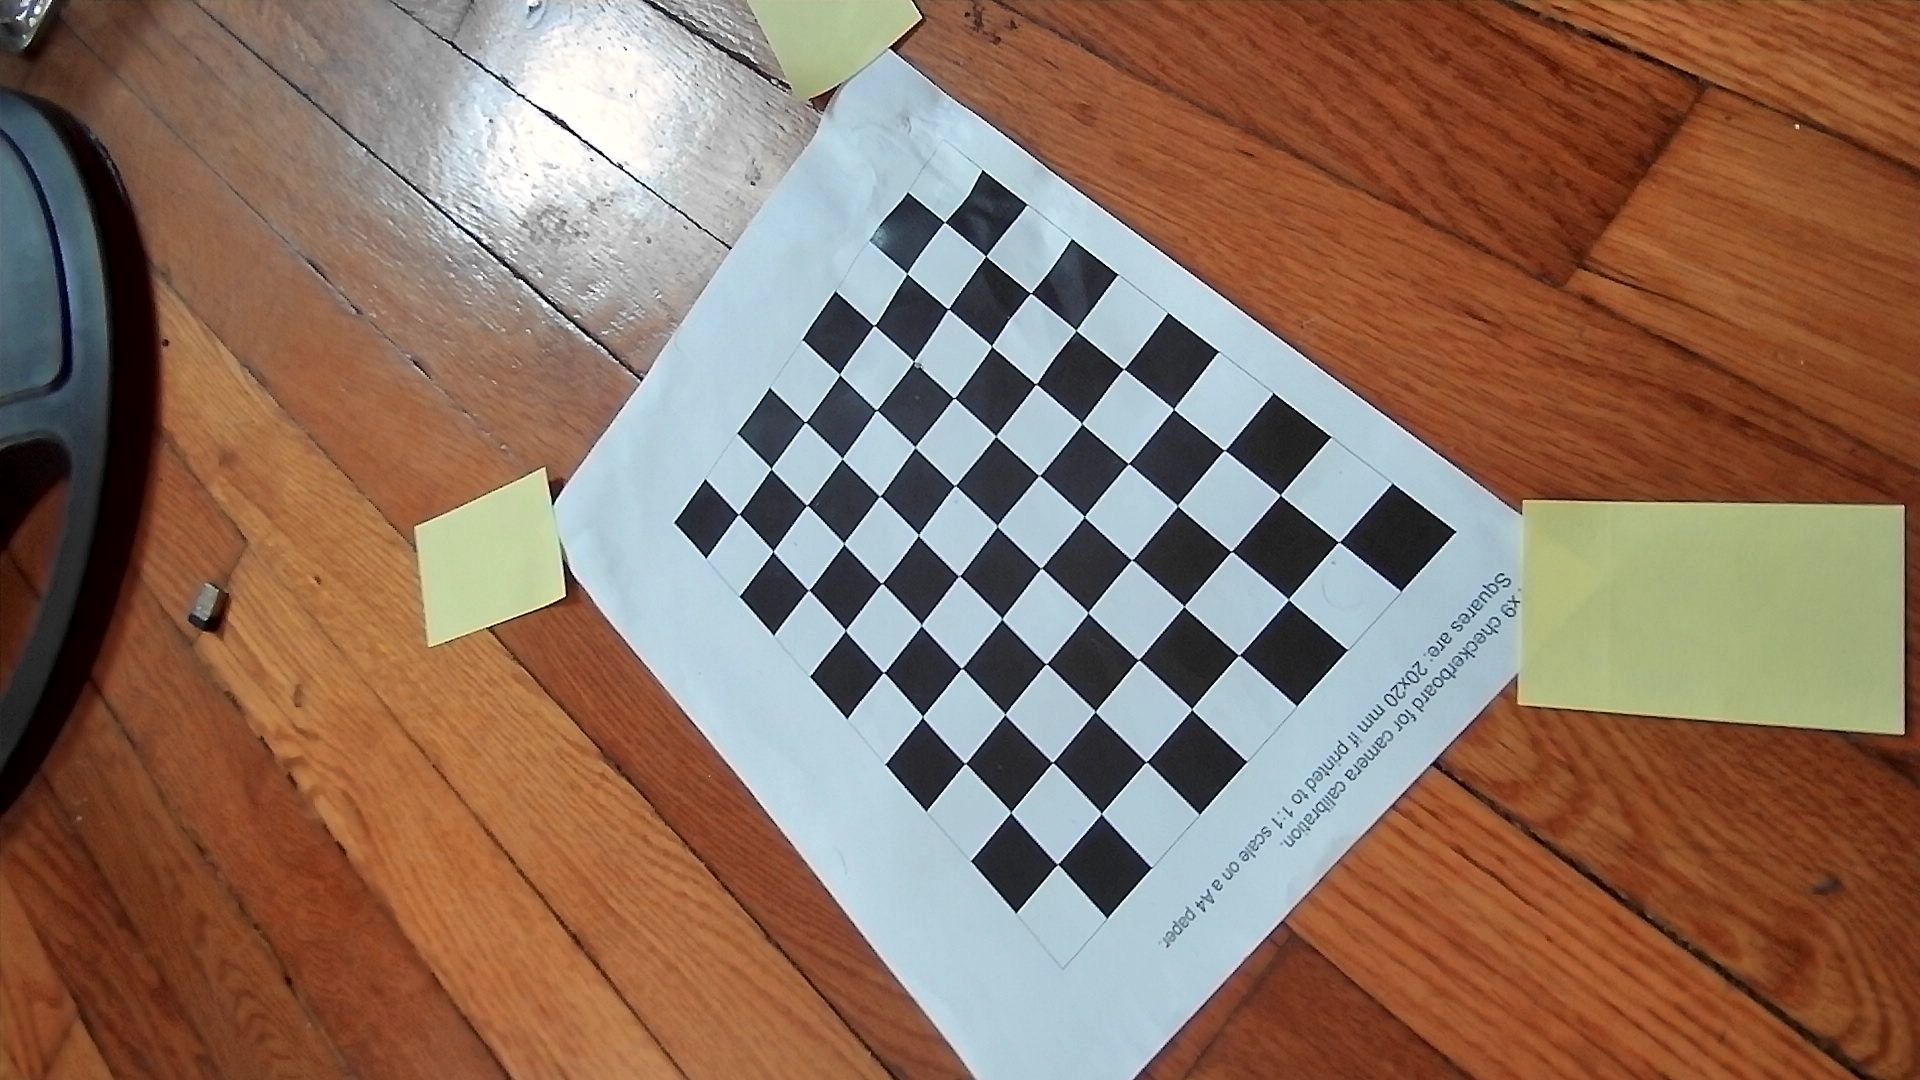 x9 checkerboard for camera calibration.
Squares are: 20x20 mm if printed to 1:1 scale on a A4 paper.